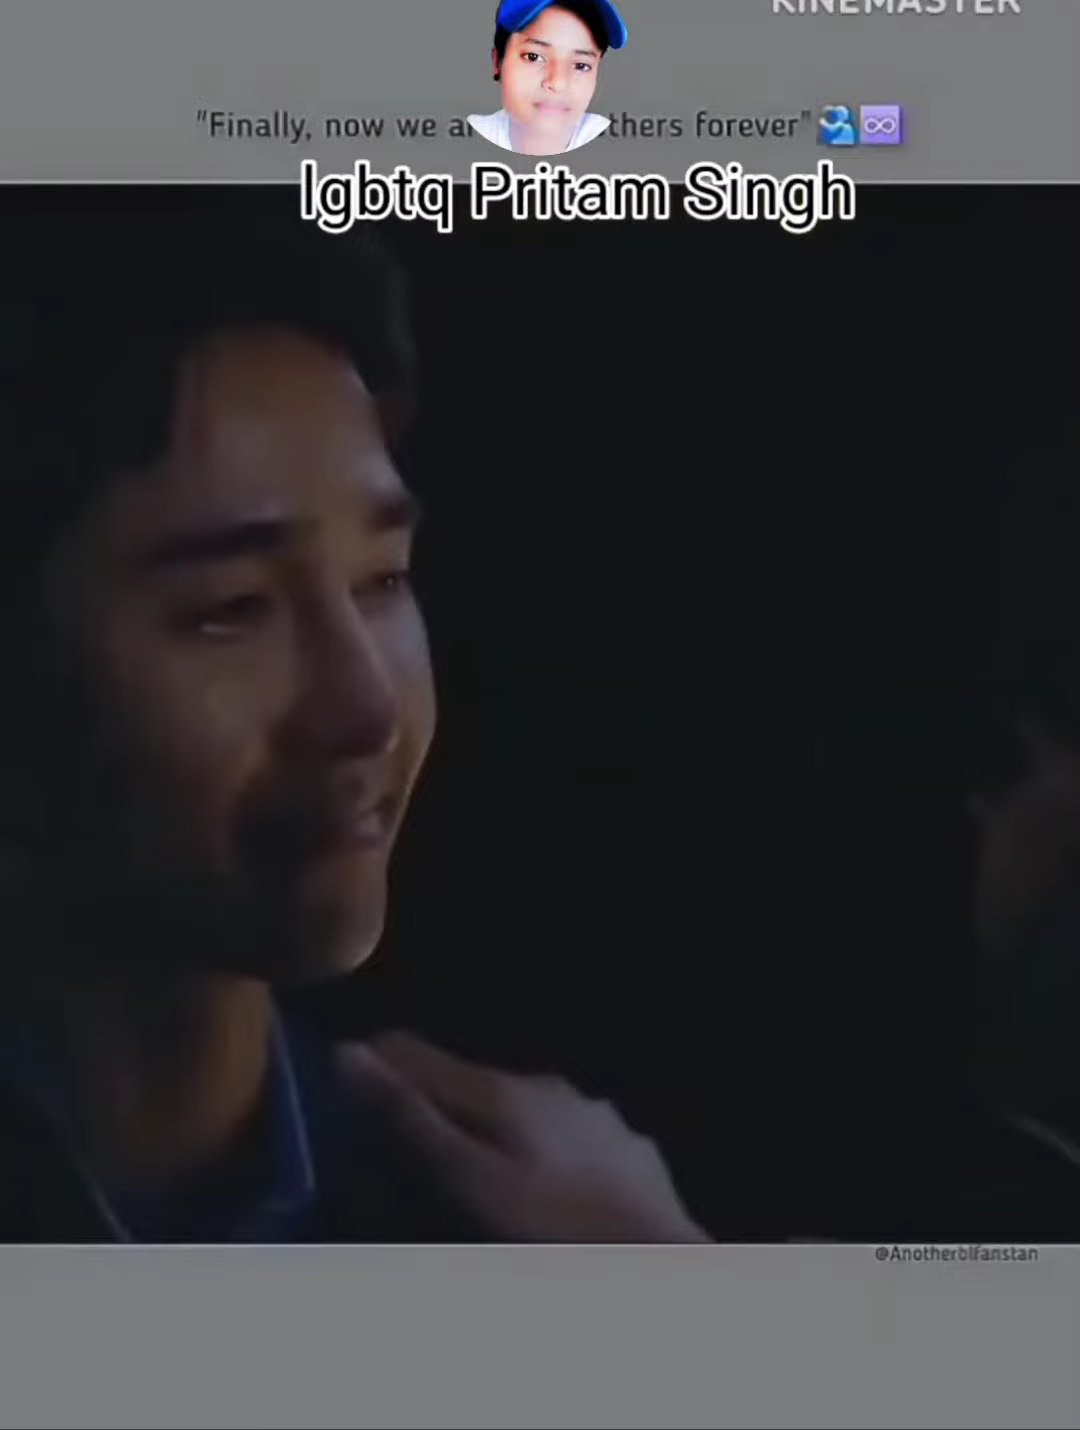 KINEMASTER
"Finally, now we a thers forever"🫂♾️
lgbtq Pritam Singh
@Anotherblfanstan